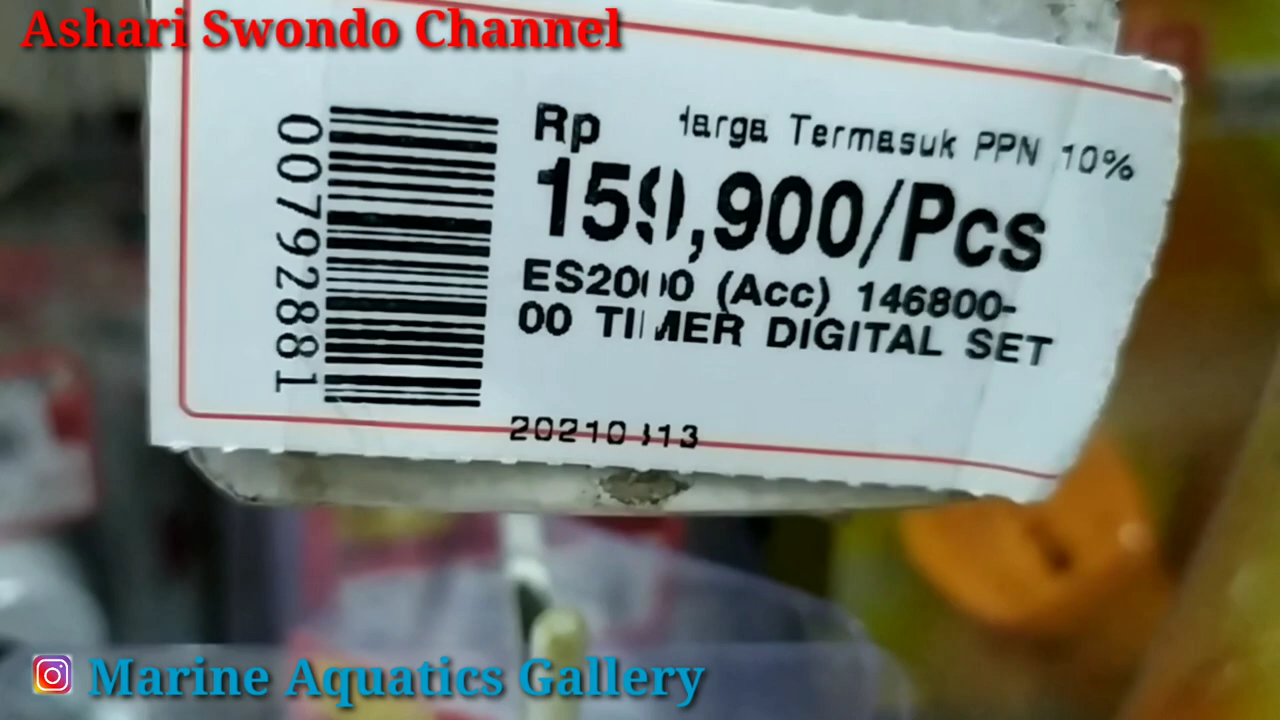 Ashari Swondo Channel
Rp Harga Termasuk PPN 10%
159,900/Pcs
ES2000 (Acc) 146800-
00 TIMER DIGITAL SET
00792881
Marine Aquatics Gallery